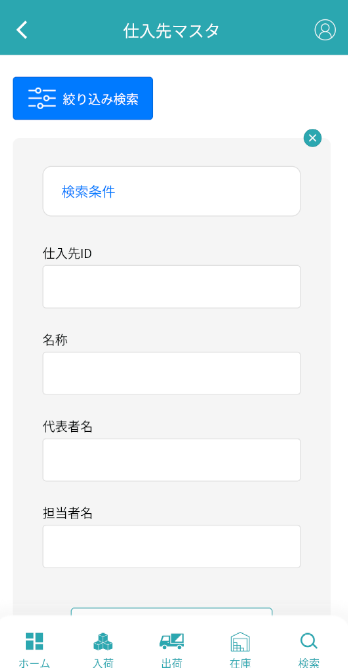 仕入先マスタ
絞り込み検索
検索条件
仕入先ID
名称
代表者名
担当者名
ホーム
入荷
出荷
在庫
検索